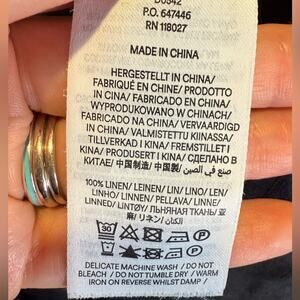 P.O. 647446
RN 118027
MADE IN CHINA
HERGESTELLT IN CHINA/
FABRIQUÉ EN CHINE/ PRODOTTO
IN CINA/ FABRICADO EN CHINA/
WYPRODUKOWANO W CHINACH/
FABRICADO NA CHINA/ VERVAARDIGD
IN CHINA/ VALMISTETTU KIINASSA/
TILLVERKAD I KINA/ FREMSTILLET I
KINA/ PRODUSERT I KINA/ СДЕЛАНО В
КИТАЕ/ 中国制造/ 中国製/ صنع في الصين
100% LINEN/ LEINEN/ LIN/ LINO/ LEN/
LINHO/ LINNEN/ PELLAVA/ LINNE/
LINNED/ LINTØY/ ЛЬНЯНАЯ ТКАНЬ/ 亚
麻/ リネン/ الكتان
30
DELICATE MACHINE WASH / DO NOT
BLEACH / DO NOT TUMBLE DRY / WARM
IRON ON REVERSE WHILST DAMP /